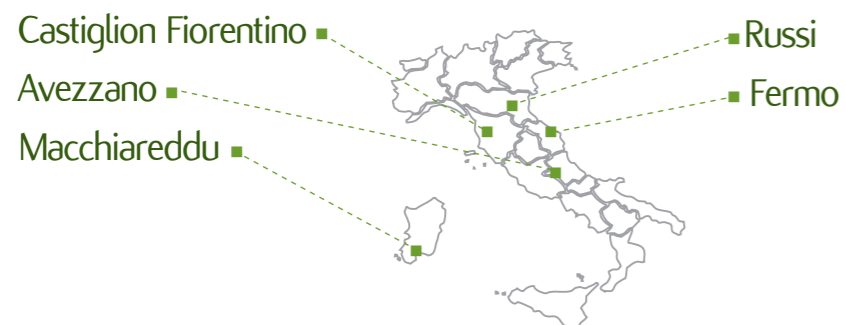 Castiglion Fiorentino
Avezzano
Macchiareddu
Russi
Fermo